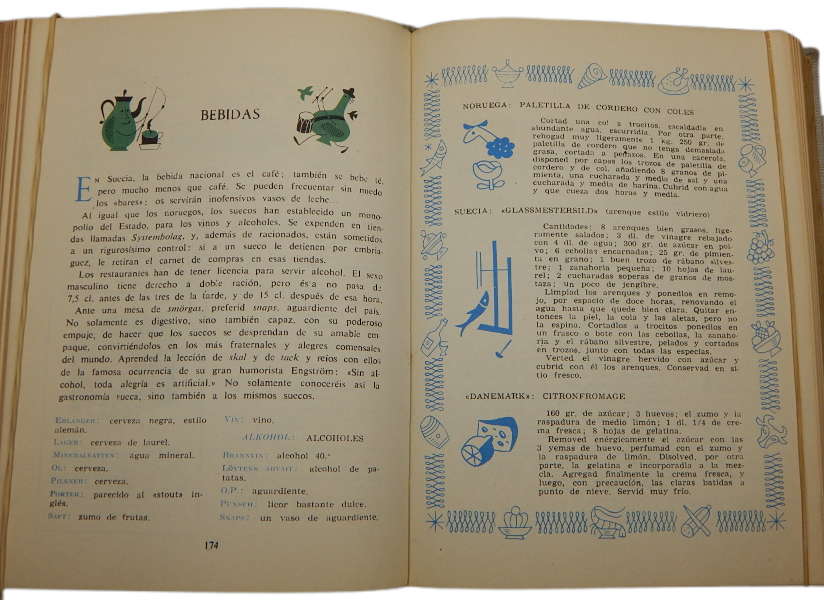 BEBIDAS
EN Suecia, la bebida nacional es el café; también se bebe té,
pero mucho menos que café. Se pueden frecuentar sin miedo
los «bares»: os servirán inofensivos vasos de leche...
Al igual que los noruegos, los suecos han establecido un mono-
polio del Estado, para los vinos y alcoholes. Se expenden en tien-
das llamadas Systembolag, y, además de racionados, están sometidos
a un rigurosísimo control: si a un sueco le detienen por embria-
guez, le retiran el carnet de compras en esas tiendas.
Los restaurantes han de tener licencia para servir alcohol. El sexo
masculino tiene derecho a doble ración, pero ésta no pasa de
7,5 cl. antes de las tres de la tarde, y de 15 cl. después de esa hora.
Ante una mesa de smörgas, preferid snaps, aguardiente del país.
No solamente es digestivo, sino también capaz, con su poderoso
empuje, de hacer que los suecos se desprendan de su amable em-
paque, convirtiéndolos en los más fraternales y alegres comensales
del mundo. Aprended la lección de skal y de tack y reíos con ellos
de la famosa ocurrencia de su gran humorista Engström: «Sin al-
cohol, toda alegría es artificial.» No solamente conoceréis así la
gastronomía sueca, sino también a los mismos suecos.
ERLANGER: cerveza negra, estilo
alemán.
LAGER: cerveza de laurel.
MINERALVATTEN: agua mineral.
OL: cerveza.
PILSNER: cerveza.
PORTER: parecido al «stout» in-
glés.
SAFT: zumo de frutas.
VIN: vino.
ALKOHOL: ALCOHOLES
BRANNVIN: alcohol 40.°
alcohol de pa-
tatas.
O.P.: aguardiente.
PUNSCH: licor bastante dulce.
SNAPS: un vaso de aguardiente.
174
NORUEGA: PALETILLA DE CORDERO CON COLES
Cortad una col a trocitos, escaldadla en
abundante agua, escurridla. Por otra parte,
rehogad muy ligeramente 1 kg. 250 gr. de
paletilla de cordero que no tenga demasiada
grasa, cortado a pedazos. En una cacerola,
disponed por capas los trozos de paletilla de
cordero y de col, añadiendo 8 granos de pi-
mienta, una cucharada y media de sal y una
cucharada y media de harina. Cubrid con agua
y que cueza dos horas y media.
SUECIA: «GLASSMESTERSILD» (arenque estilo vidriero)
Cantidades: 8 arenques bien grasos, lige-
ramente salados; 3 dl. de vinagre rebajado
con 4 dl. de agua; 300 gr. de azúcar en pol-
vo; 6 cebollas encarnadas; 25 gr. de pimien-
ta en grano; 1 buen trozo de rábano silves-
tre; 1 zanahoria pequeña; 10 hojas de lau-
rel; 2 cucharadas soperas de granos de mos-
taza; un poco de jengibre.
Limpiad los arenques y ponedlos en remo-
jo, por espacio de doce horas, renovando el
agua hasta que quede bien clara. Quitar en-
tonces la piel, la cola y las aletas, pero no
la espina. Cortadlos a trocitos ponedlos en
un frasco o bote con las cebollas, la zanaho-
ria y el rábano silvestre, pelados y cortados
en trozos, junto con todas las especias.
Verted el vinagre hervido con azúcar y
cubrid con él los arenques. Conservad en si-
tio fresco.
«DANEMARK»: CITRONFROMAGE
160 gr. de azúcar; 3 huevos; el zumo y la
raspadura de medio limón; 1 dl. 1/4 de cre-
ma fresca; 8 hojas de gelatina.
Removed enérgicamente el azúcar con las
3 yemas de huevo, perfumad con el zumo y
la raspadura de limón. Disolved, por otra
parte, la gelatina e incorporadla a la mez-
cla. Agregad finalmente la crema fresca, y
luego, con precaución, las claras batidas a
punto de nieve. Servid muy frío.